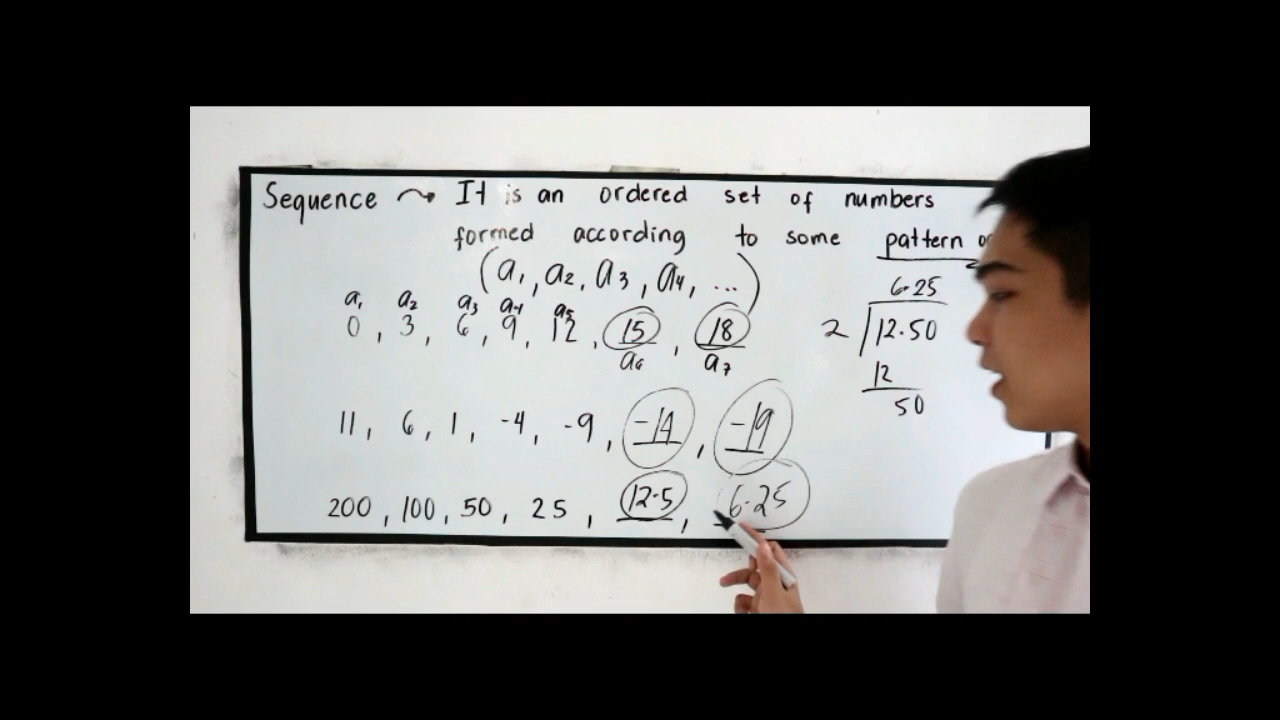 Sequence ⤳ It is an ordered set of numbers
formed according to some pattern
(a₁, a₂, a₃, a₄, ...)
a₁ a₂ a₃ a₄ a₅
0, 3, 6, 9, 12, 15, 18
a₆ a₇
11, 6, 1, -4, -9, -14, -19
200, 100, 50, 25, 12.5, 6.25
6.25
2 12.50
12
50